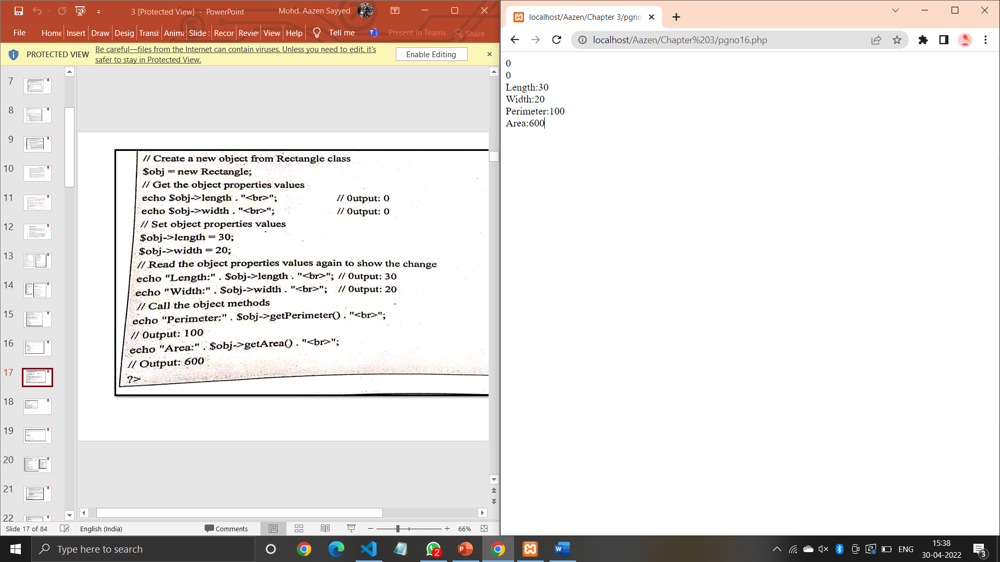 3 [Protected View] - PowerPoint
Mohd. Aazen Sayyed
File Home Insert Draw Desig Transi Anima Slide Recor Review View Help Tell me Present in Teams Share
PROTECTED VIEW Be careful—files from the Internet can contain viruses. Unless you need to edit, it's
safer to stay in Protected View.
Enable Editing
7
8
9
10
11
12
13
14
15
16
17
18
19
20
21
22
// Create a new object from Rectangle class
$obj = new Rectangle;
// Get the object properties values
echo $obj->length . "<br>"; // 0utput: 0
echo $obj->width . "<br>"; // 0utput: 0
// Set object properties values
$obj->length = 30;
$obj->width = 20;
// Read the object properties values again to show the change
echo "Length:" . $obj->length . "<br>"; // 0utput: 30
echo "Width:" . $obj->width . "<br>"; // 0utput: 20
// Call the object methods
echo "Perimeter:" . $obj->getPerimeter() . "<br>";
// 0utput: 100
echo "Area:" . $obj->getArea() . "<br>";
// Output: 600
?>
Slide 17 of 84 English (India) Comments 66%
localhost/Aazen/Chapter 3/pgno
localhost/Aazen/Chapter%203/pgno16.php
0
0
Length:30
Width:20
Perimeter:100
Area:600
Type here to search
2
ENG
15:38
30-04-2022
3